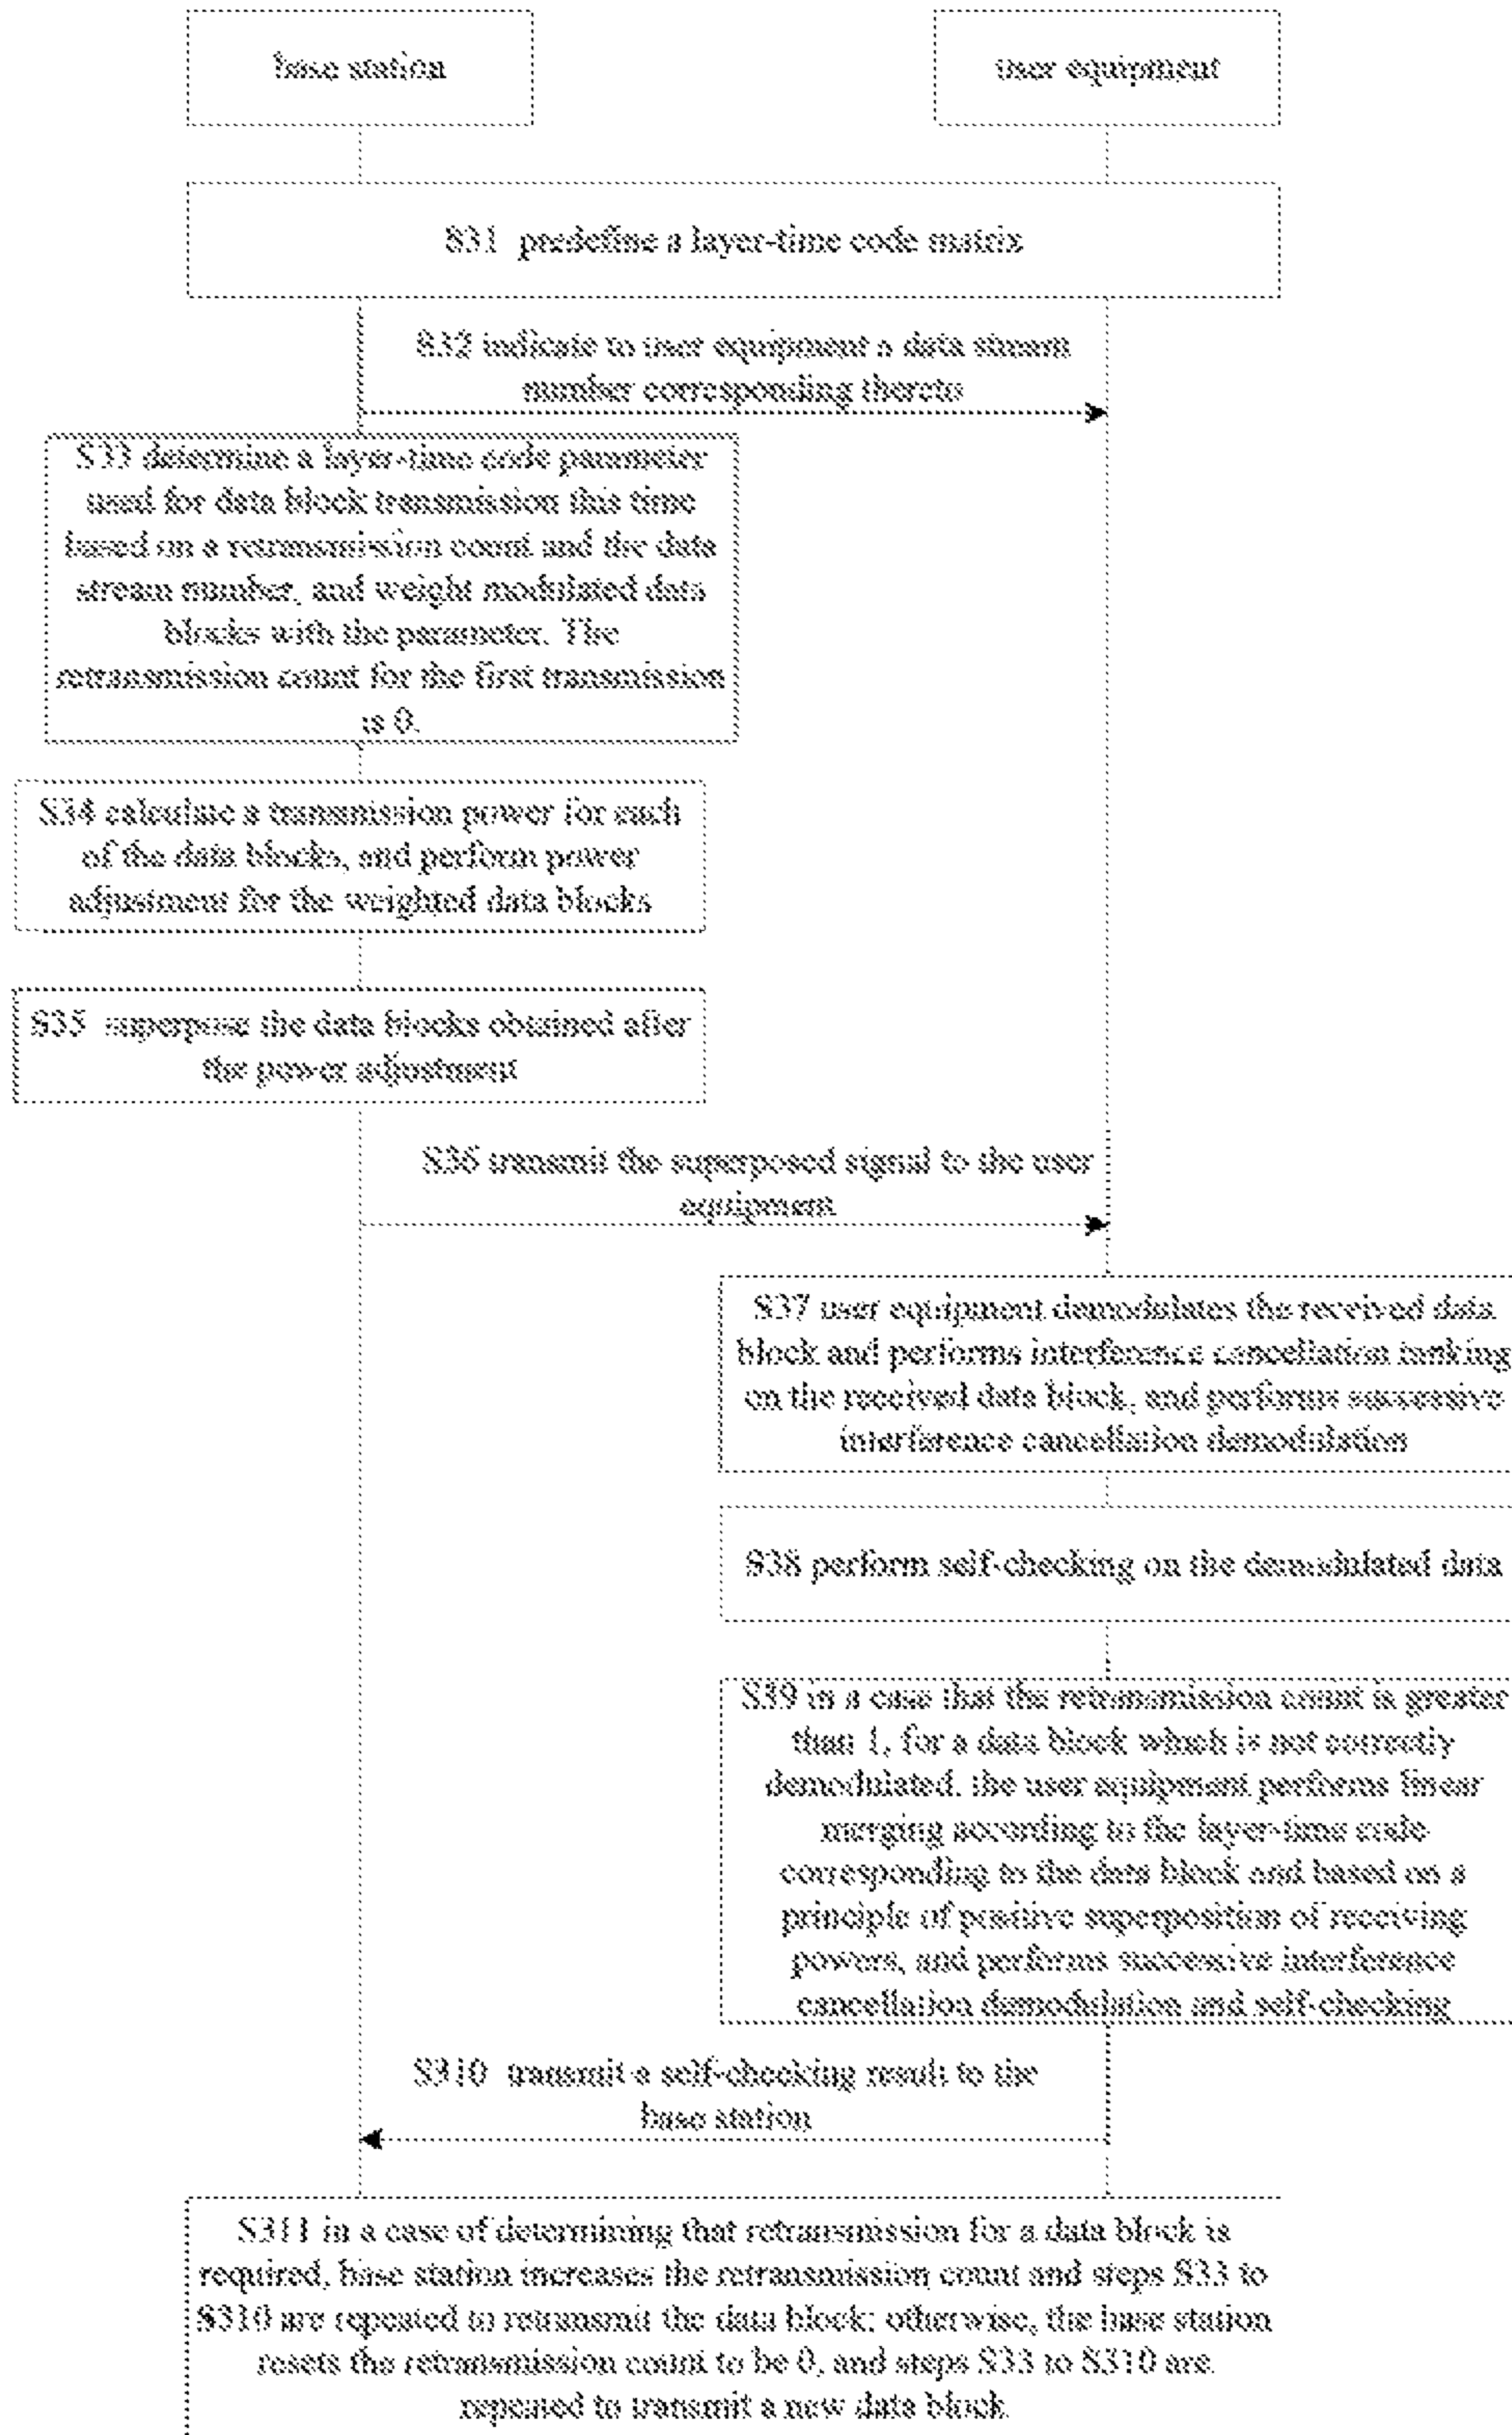 base station
user equipment
S31 predefine a layer-time code matrix
S32 indicate to user equipment a data stream
number corresponding thereto
S33 determine a layer-time code parameter
used for data block transmission this time
based on a retransmission count and the data
stream number, and weight modulated data
blocks with the parameter. The
retransmission count for the first transmission
is 0.
S34 calculate a transmission power for each
of the data blocks, and perform power
adjustment for the weighted data blocks
S35 superpose the data blocks obtained after
the power adjustment
S36 transmit the superposed signal to the user
equipment
S37 user equipment demodulates the received data
block and performs interference cancellation ranking
on the received data block, and performs successive
interference cancellation demodulation
S38 perform self-checking on the demodulated data
S39 in a case that the retransmission count is greater
than 1, for a data block which is not correctly
demodulated, the user equipment performs linear
merging according to the layer-time code
corresponding to the data block and based on a
principle of positive superposition of receiving
powers, and performs successive interference
cancellation demodulation and self-checking
S310 transmit a self-checking result to the
base station
S311 in a case of determining that retransmission for a data block is
required, base station increases the retransmission count and steps S33 to
S310 are repeated to retransmit the data block; otherwise, the base station
resets the retransmission count to be 0, and steps S33 to S310 are
repeated to transmit a new data block